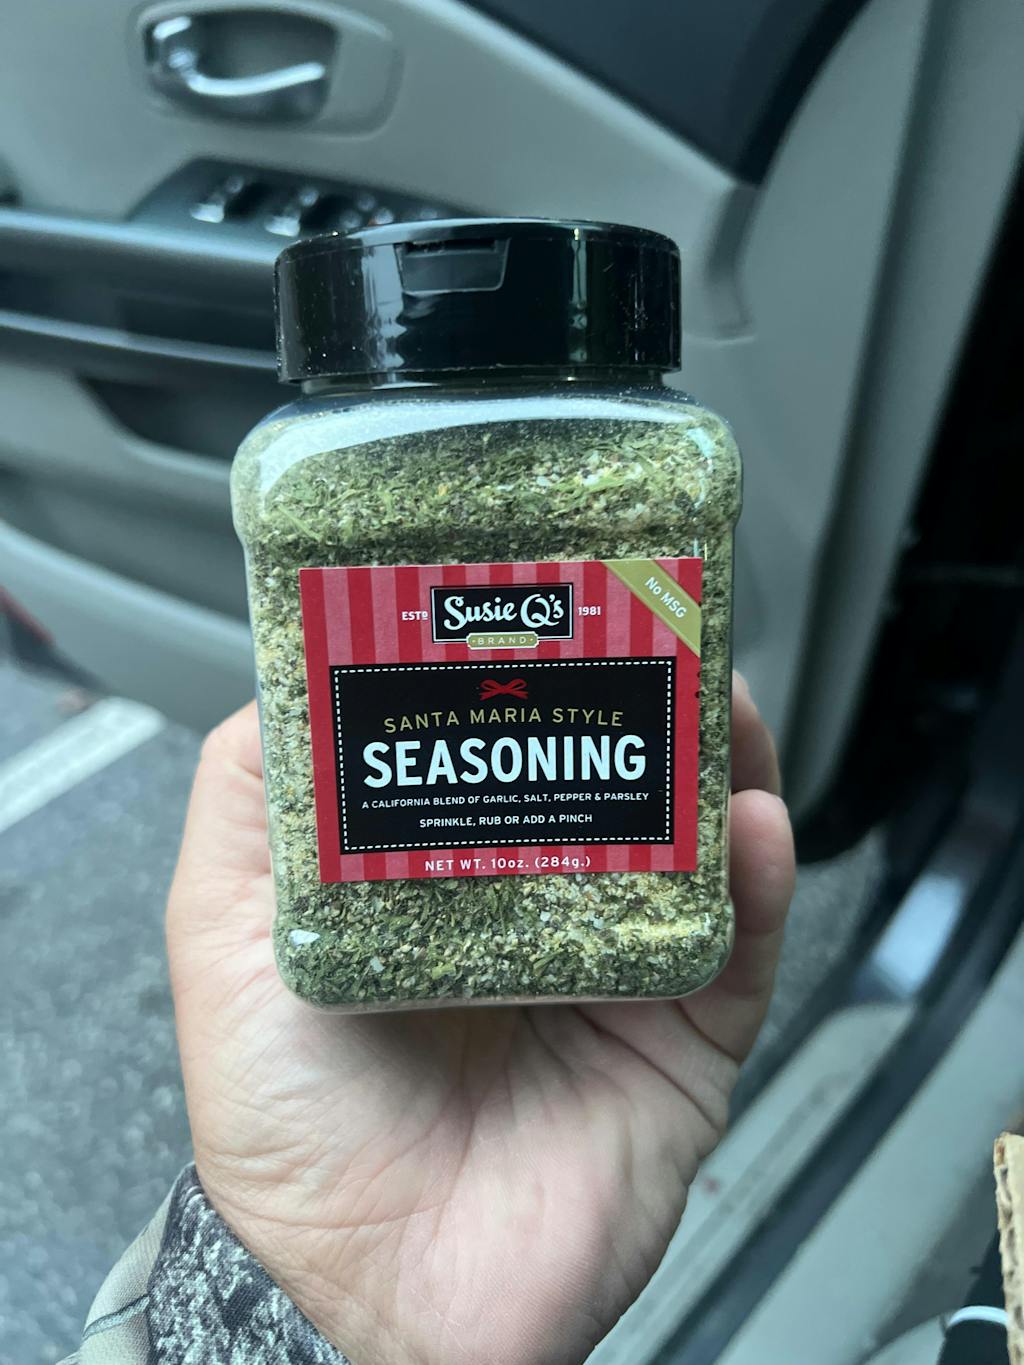 No MSG
ESTD Susie Q's 1981
BRAND
SANTA MARIA STYLE
SEASONING
A CALIFORNIA BLEND OF GARLIC, SALT, PEPPER & PARSLEY
SPRINKLE, RUB OR ADD A PINCH
NET WT. 10oz. (284g.)